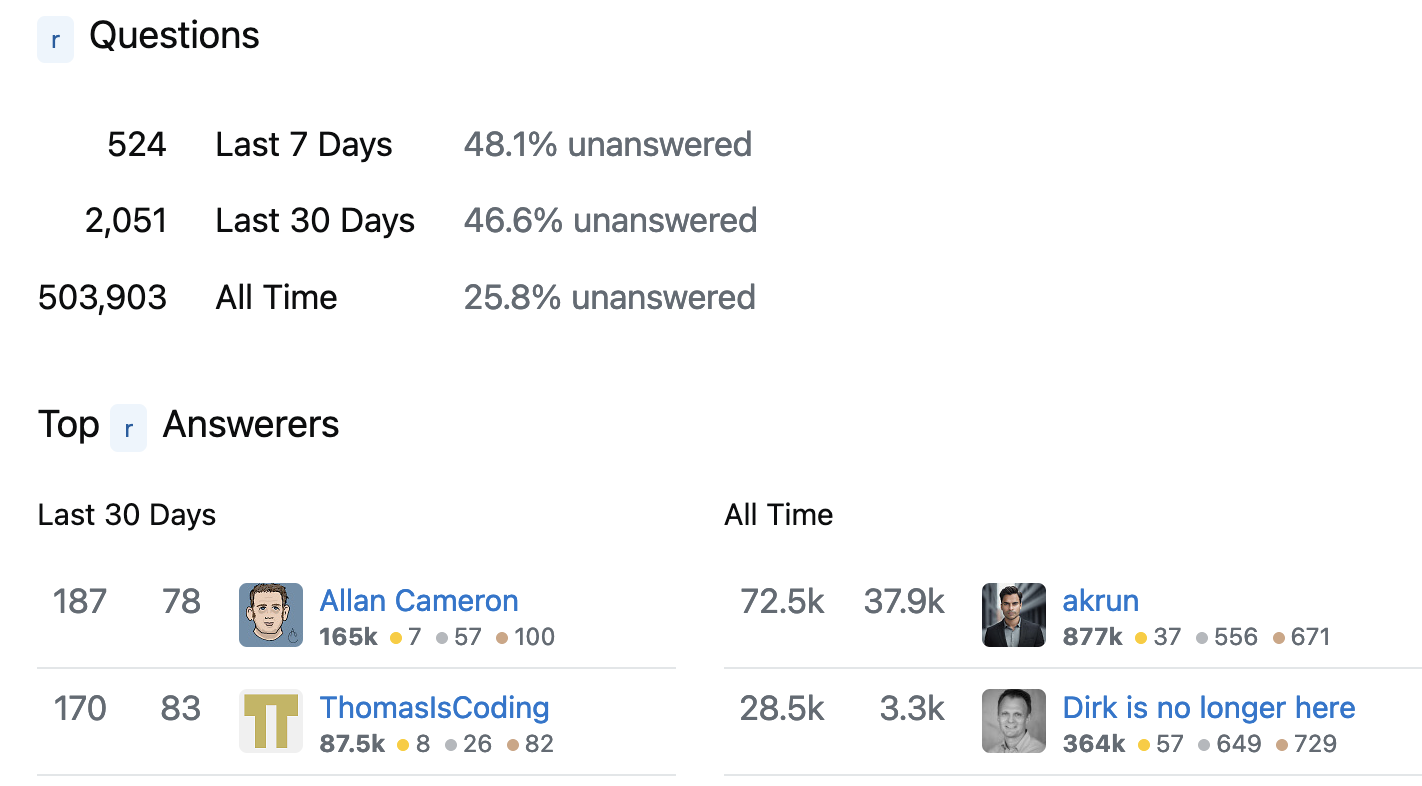 r Questions
524 Last 7 Days 48.1% unanswered
2,051 Last 30 Days 46.6% unanswered
503,903 All Time 25.8% unanswered
Top r Answerers
Last 30 Days
187 78 Allan Cameron
165k 7 57 100
170 83 ThomasIsCoding
87.5k 8 26 82
All Time
72.5k 37.9k akrun
877k 37 556 671
28.5k 3.3k Dirk is no longer here
364k 57 649 729